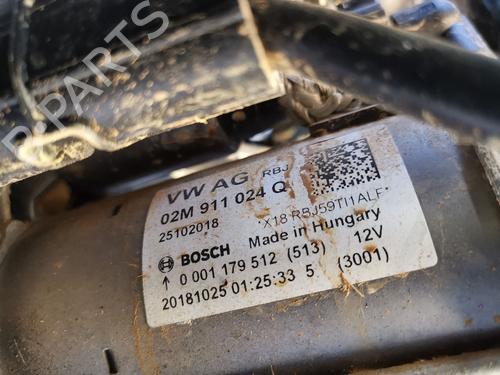 B-PARTS
VW AG RBJ
02M 911 024 Q
25102018 *X18*RBJ59TI1ALF*
BOSCH Made in Hungary
↑ 0 001 179 512 (513) 12V
20181025 01:25:33 5 (3001)